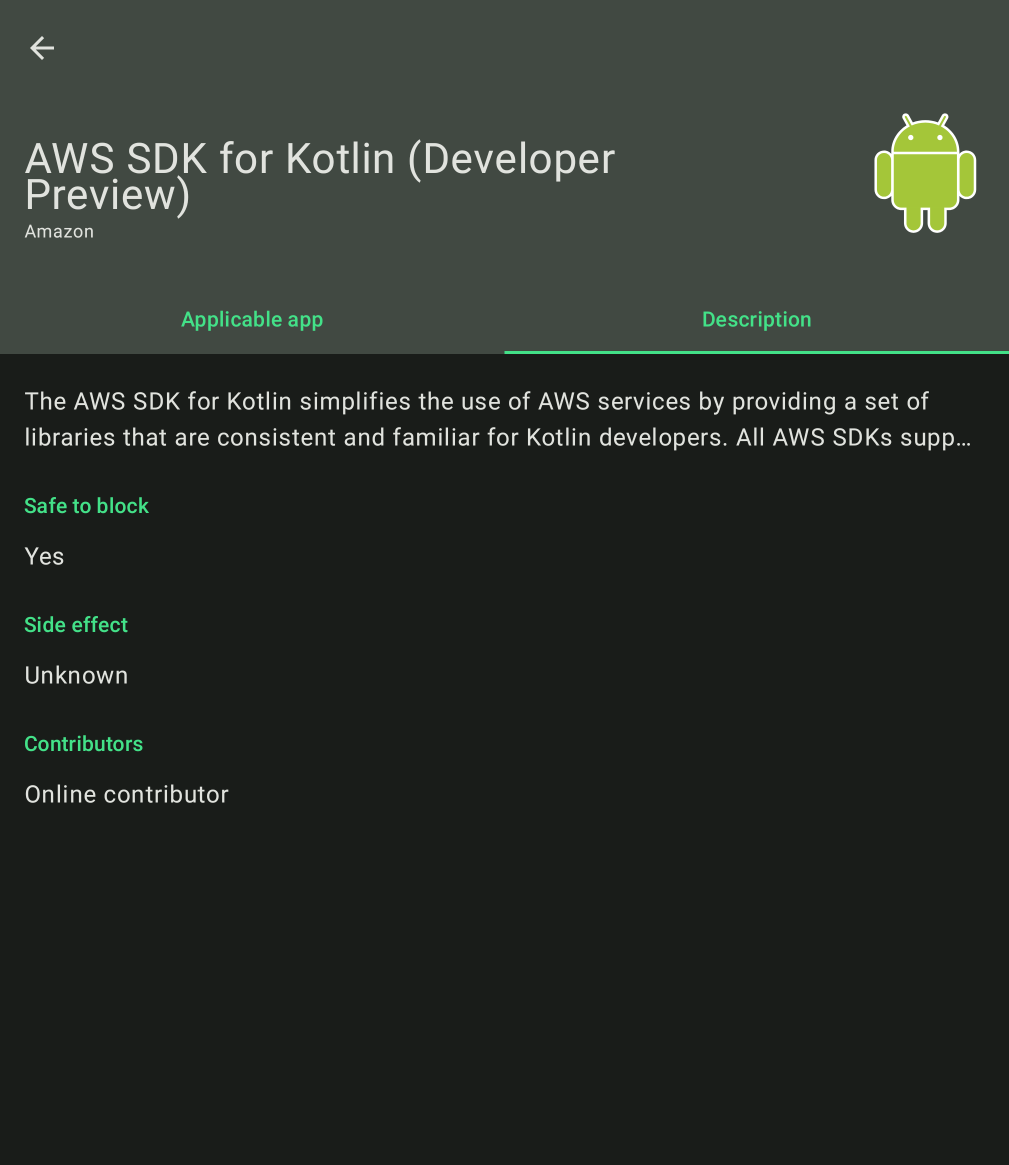 AWS SDK for Kotlin (Developer
Preview)
Amazon
Applicable app
Description
The AWS SDK for Kotlin simplifies the use of AWS services by providing a set of
libraries that are consistent and familiar for Kotlin developers. All AWS SDKs supp…
Safe to block
Yes
Side effect
Unknown
Contributors
Online contributor